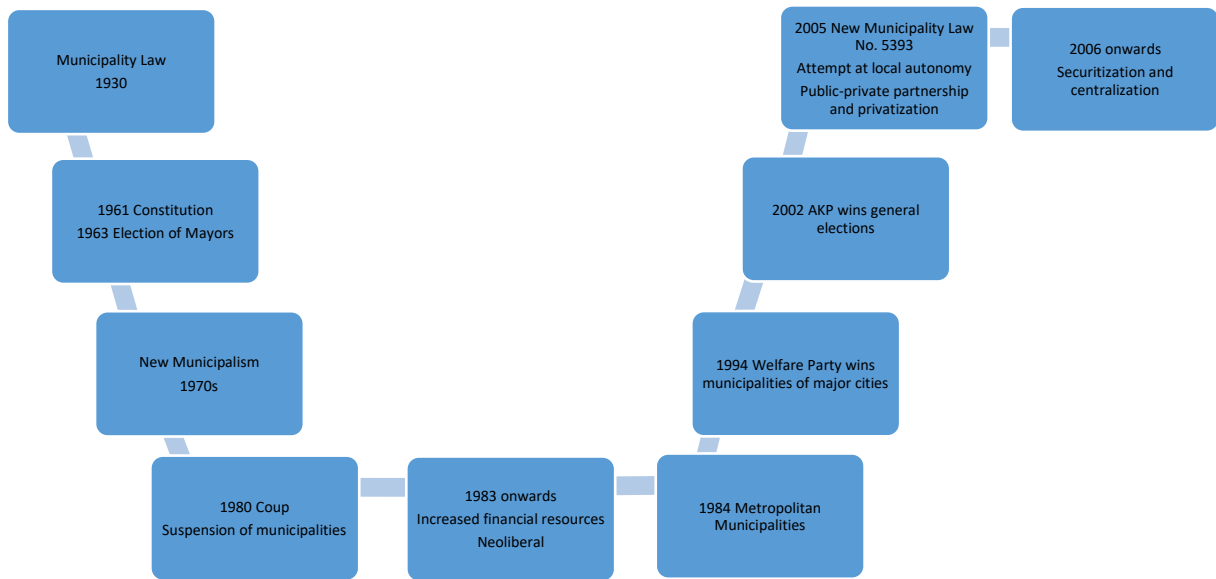 Municipality Law
1930
1961 Constitution
1963 Election of Mayors
New Municipalism
1970s
1980 Coup
Suspension of municipalities
1983 onwards
Increased financial resources
Neoliberal
1984 Metropolitan
Municipalities
1994 Welfare Party wins
municipalities of major cities
2002 AKP wins general
elections
2005 New Municipality Law
No. 5393
Attempt at local autonomy
Public-private partnership
and privatization
2006 onwards
Securitization and
centralization